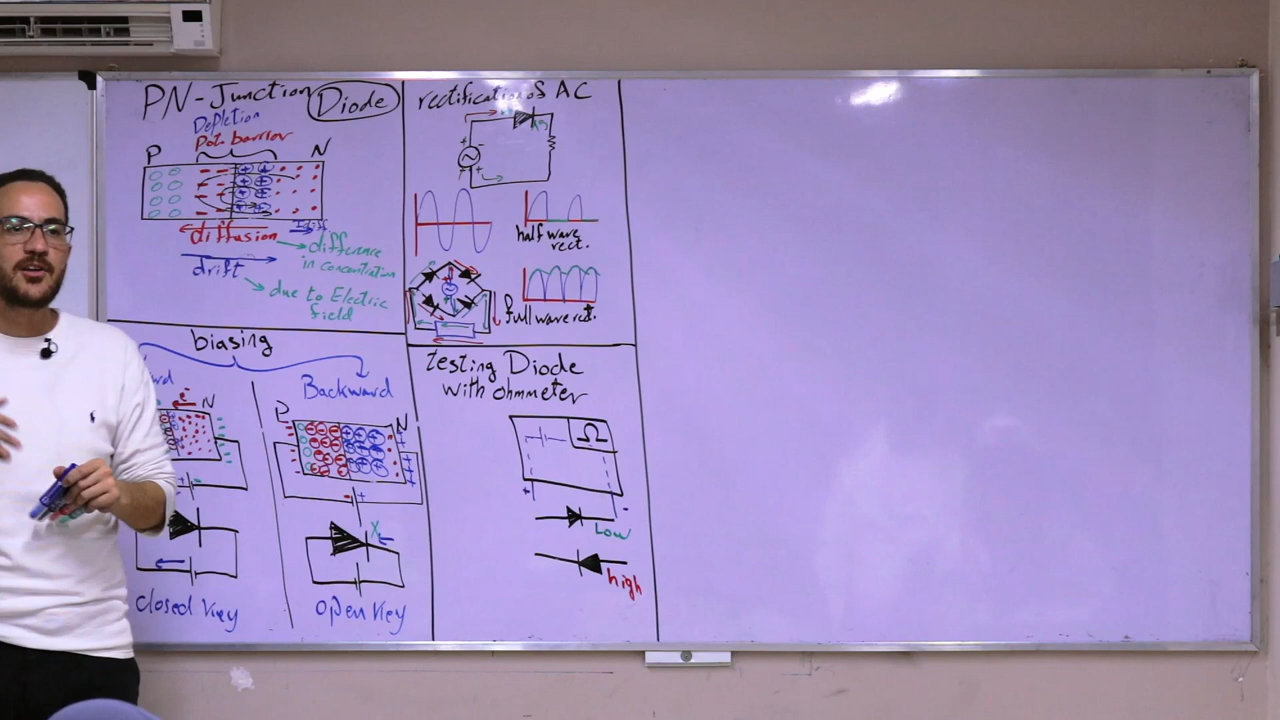 PN-Junction Diode
Depletion
Pot. barrier
P N
diffusion
difference
in concentration
drift
due to Electric
field
rectification of AC
half wave
rect.
full wave rect.
biasing
Backward
N
P N
closed key
open key
testing Diode
with ohmmeter
Ω
Low
high